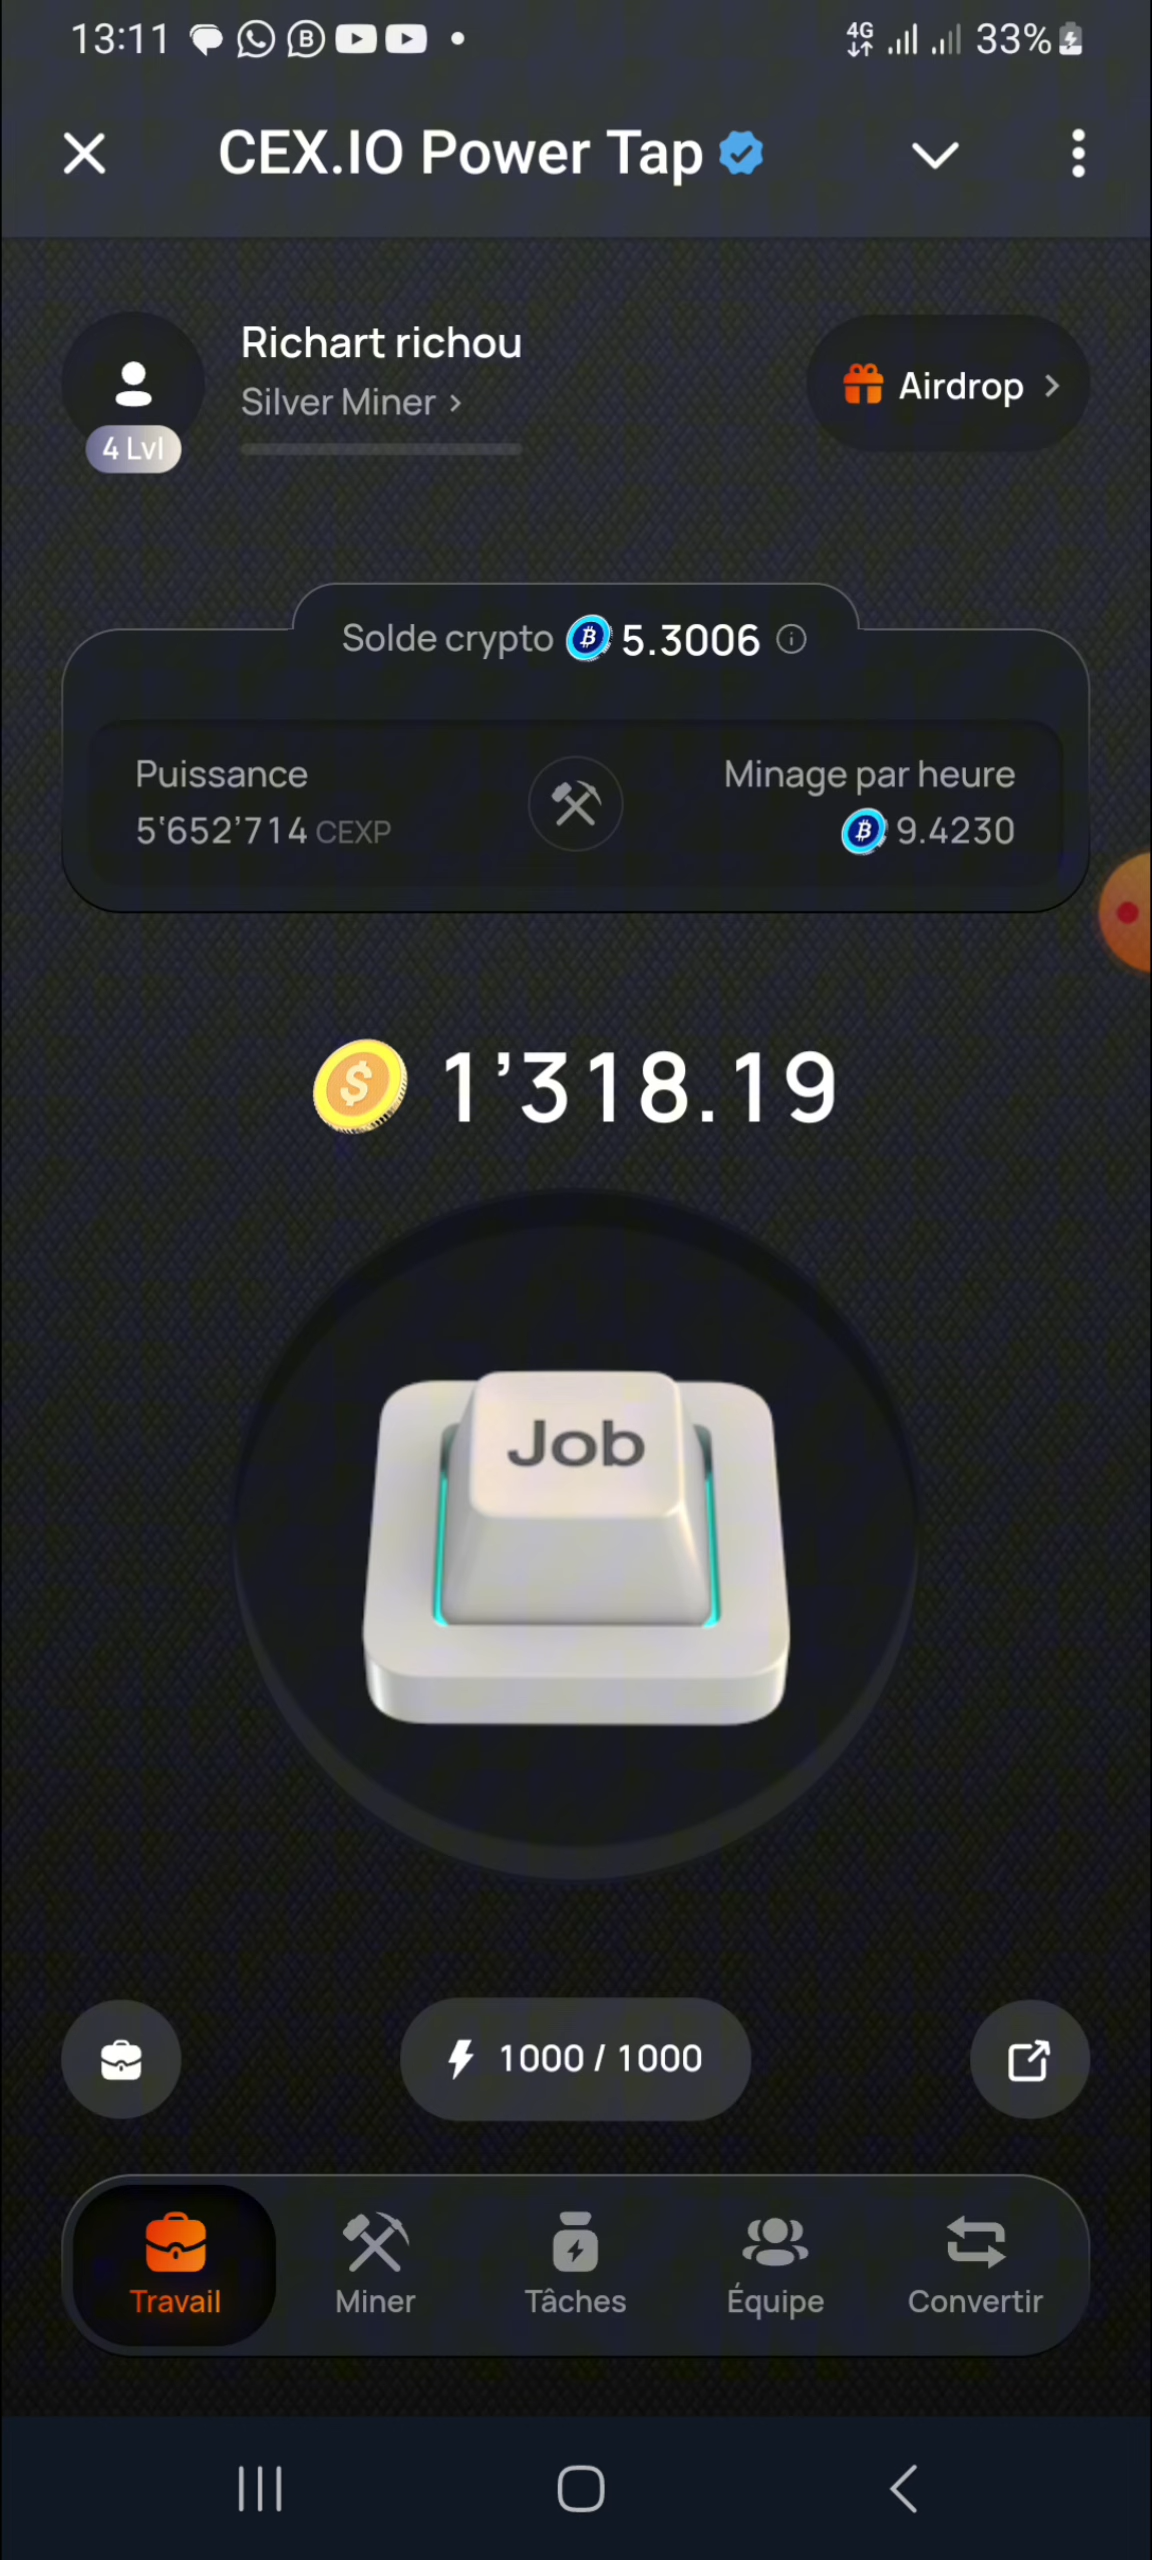 13:11
4G 33%
CEX.IO Power Tap
Richart richou
Silver Miner >
4 Lvl
Airdrop >
Solde crypto 5.3006
Puissance
5‘652’714 CEXP
Minage par heure
9.4230
1’318.19
Job
1000 / 1000
Travail
Miner
Tâches
Équipe
Convertir